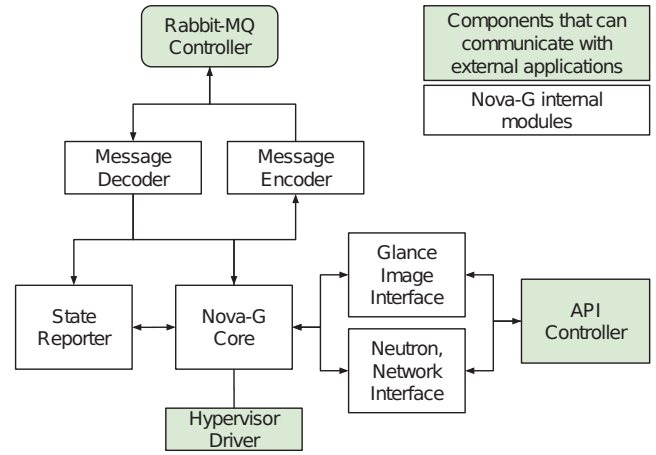 Rabbit-MQ
Controller
Components that can
communicate with
external applications
Nova-G internal
modules
Message
Decoder
Message
Encoder
Glance
Image
Interface
State
Reporter
Nova-G
Core
API
Controller
Neutron,
Network
Interface
Hypervisor
Driver